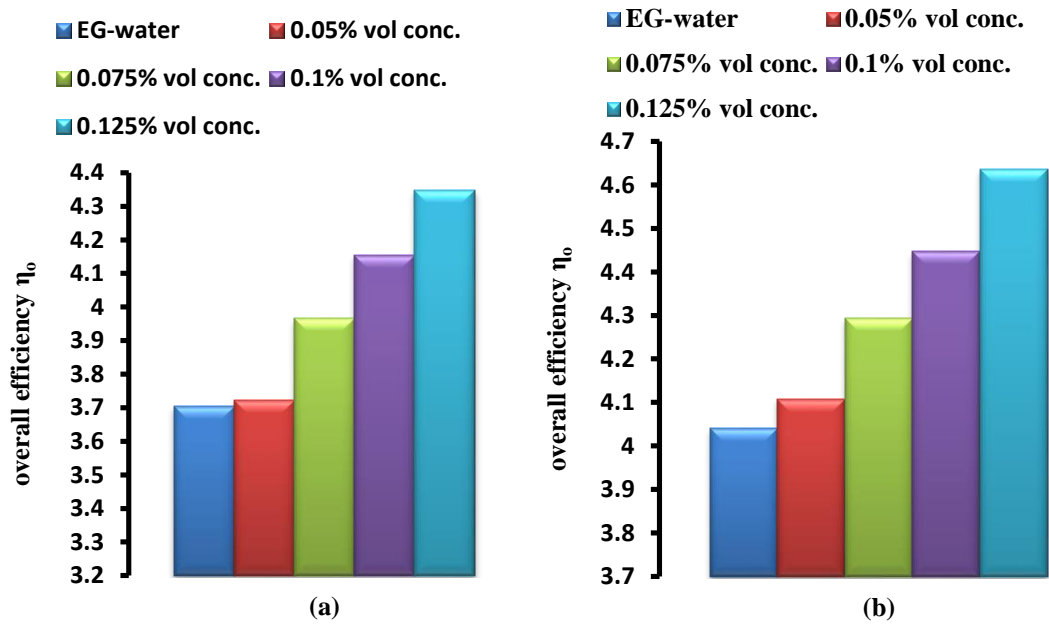 EG-water 0.05% vol conc.
0.075% vol conc. 0.1% vol conc.
0.125% vol conc.
4.4
4.3
4.2
4.1
4
3.9
3.8
3.7
3.6
3.5
3.4
3.3
3.2
overall efficiency ηo
(a)
EG-water 0.05% vol conc.
0.075% vol conc. 0.1% vol conc.
0.125% vol conc.
4.7
4.6
4.5
4.4
4.3
4.2
4.1
4
3.9
3.8
3.7
overall efficiency ηo
(b)